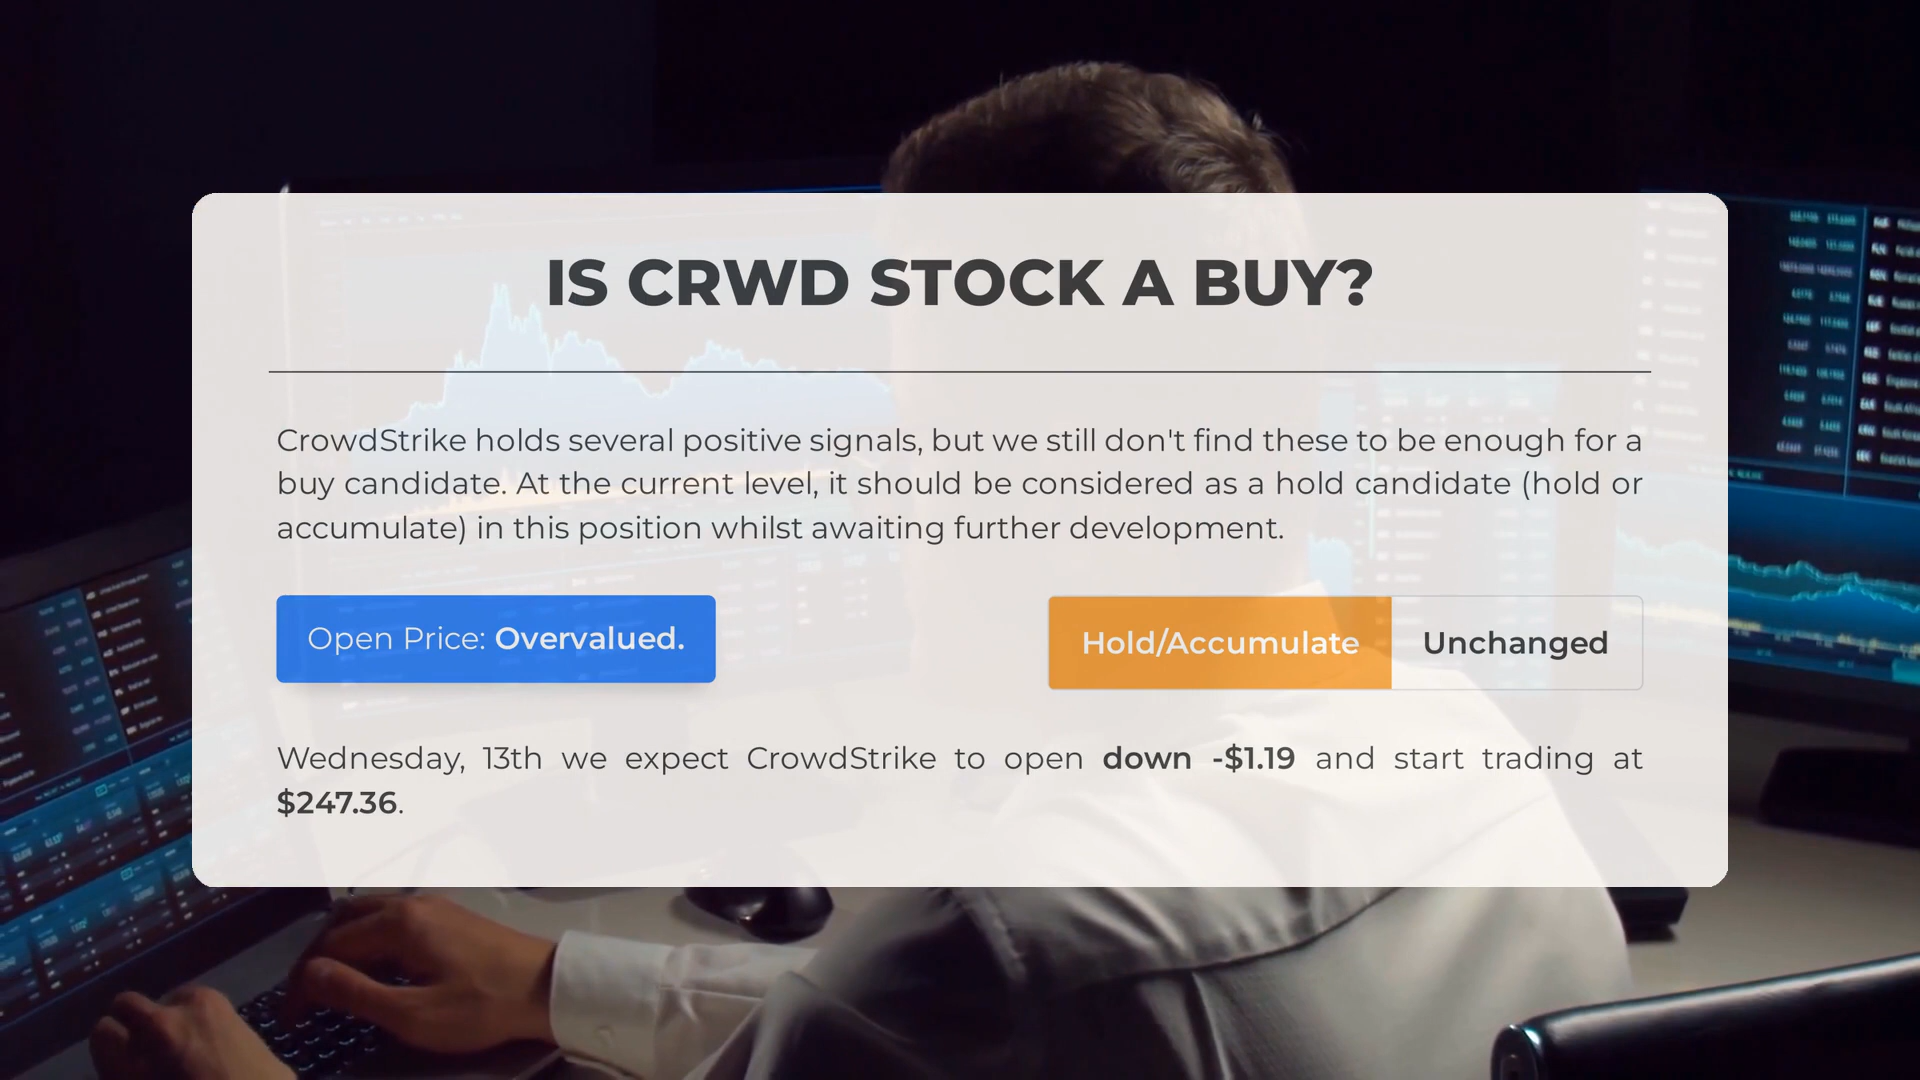 IS CRWD STOCK A BUY?
CrowdStrike holds several positive signals, but we still don't find these to be enough for a
buy candidate. At the current level, it should be considered as a hold candidate (hold or
accumulate) in this position whilst awaiting further development.
Open Price: Overvalued.
Hold/Accumulate Unchanged
Wednesday, 13th we expect CrowdStrike to open down -$1.19 and start trading at
$247.36.